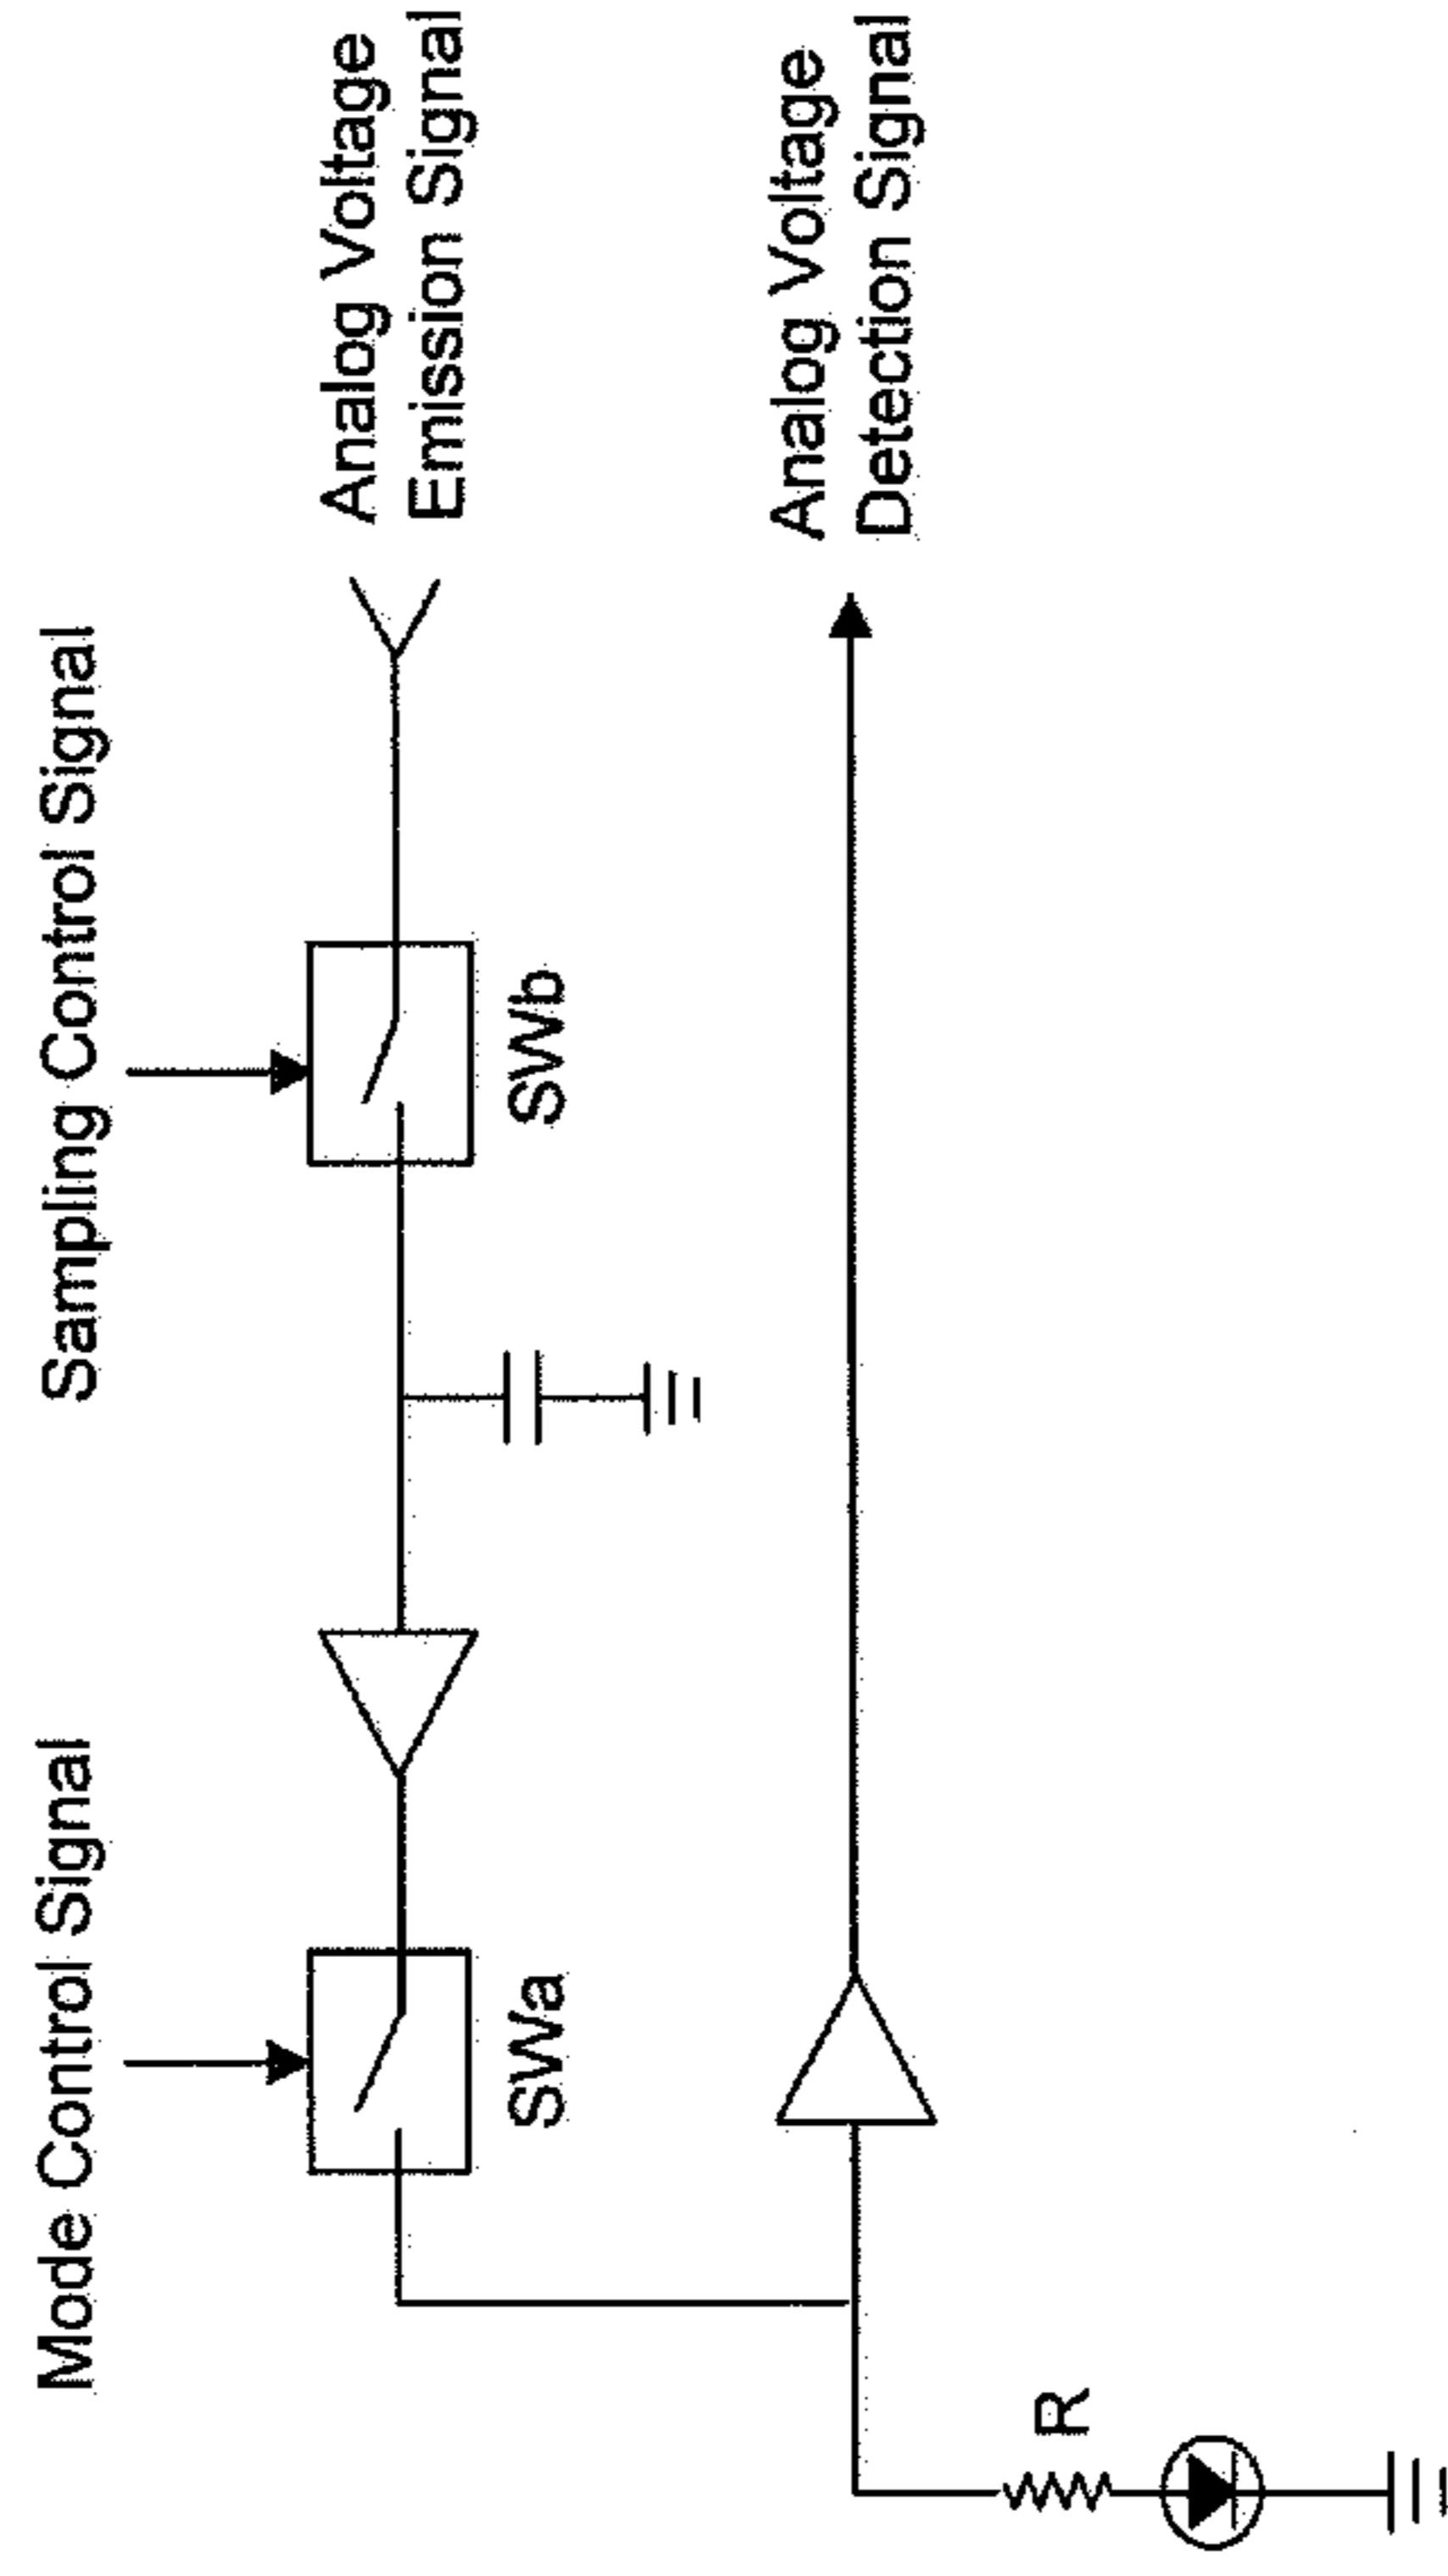 Mode Control Signal
Sampling Control Signal
SWa
SWb
Analog Voltage
Emission Signal
Analog Voltage
Detection Signal
R